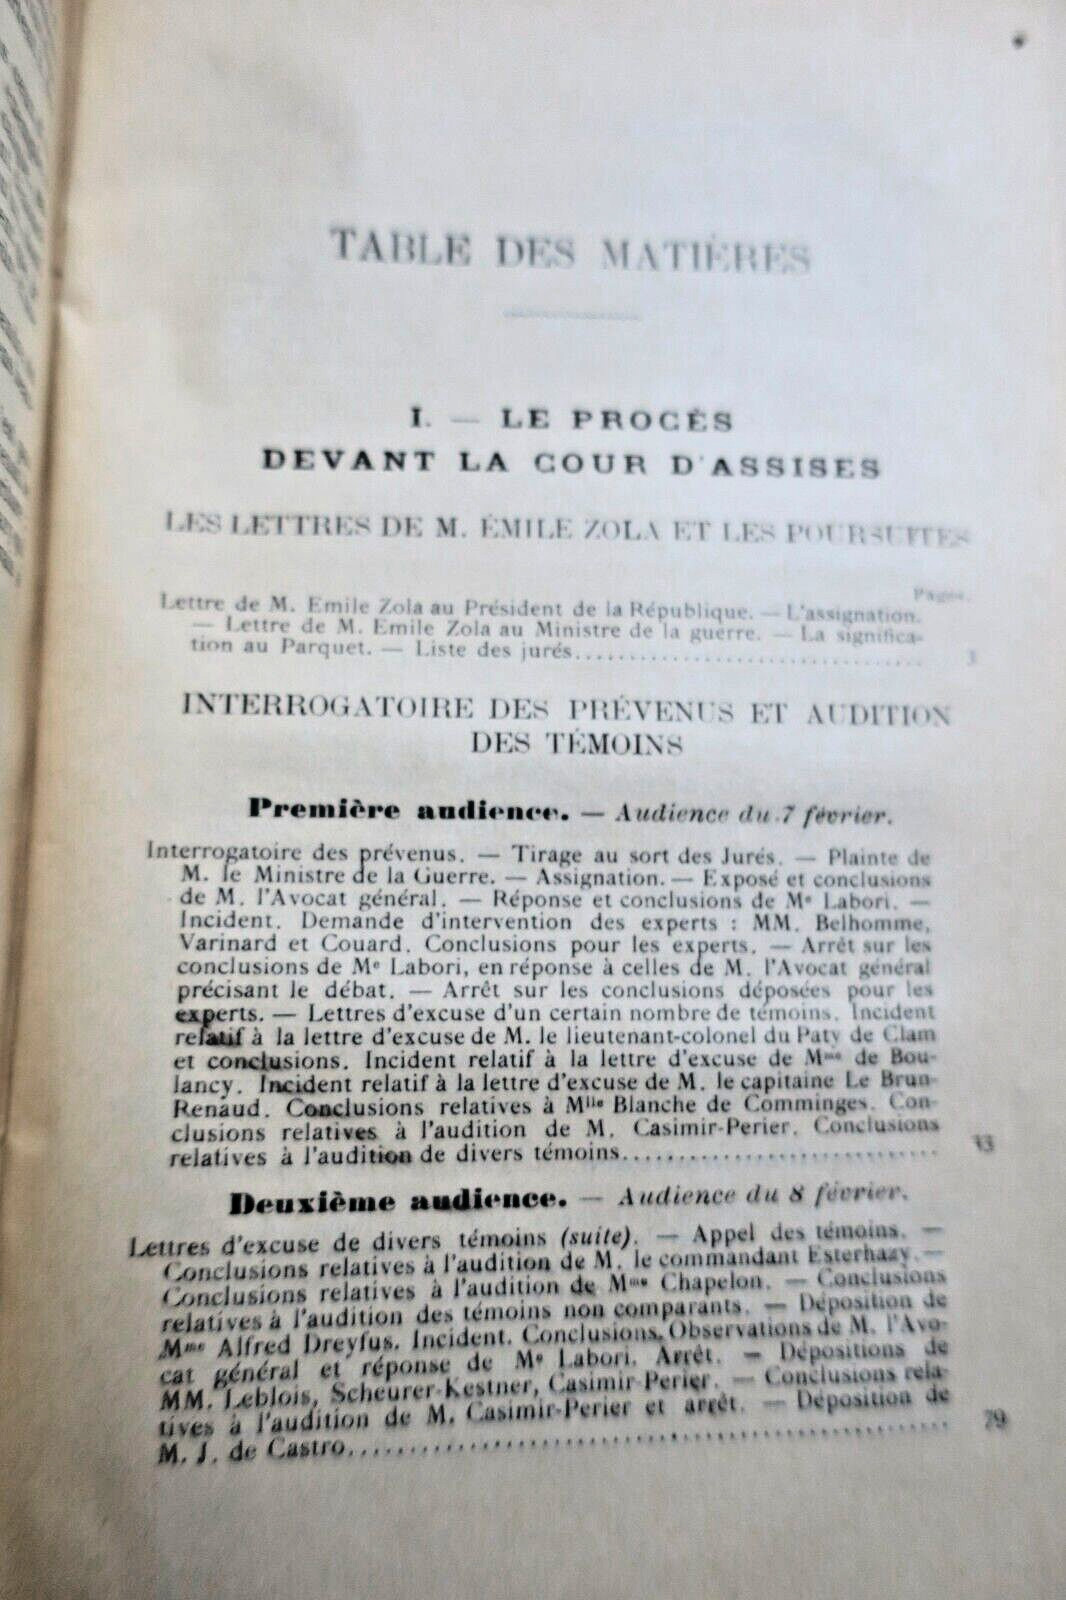 TABLE DES MATIÈRES
I. — LE PROCÈS
DEVANT LA COUR D'ASSISES
LES LETTRES DE M. ÉMILE ZOLA ET LES POURSUITES
Pages.
Lettre de M. Emile Zola au Président de la République. — L'assignation.
— Lettre de M. Emile Zola au Ministre de la guerre. — La significa-
tion au Parquet. — Liste des jurés................................. 3
INTERROGATOIRE DES PRÉVENUS ET AUDITION
DES TÉMOINS
Première audience. — Audience du 7 février.
Interrogatoire des prévenus. — Tirage au sort des Jurés. — Plainte de
M. le Ministre de la Guerre. — Assignation. — Exposé et conclusions
de M. l'Avocat général. — Réponse et conclusions de Me Labori. —
Incident. Demande d'intervention des experts : MM. Belhomme,
Varinard et Couard. Conclusions pour les experts. — Arrêt sur les
conclusions de Me Labori, en réponse à celles de M. l'Avocat général
précisant le débat. — Arrêt sur les conclusions déposées pour les
experts. — Lettres d'excuse d'un certain nombre de témoins. Incident
relatif à la lettre d'excuse de M. le lieutenant-colonel du Paty de Clam
et conclusions. Incident relatif à la lettre d'excuse de Mme de Bou-
lancy. Incident relatif à la lettre d'excuse de M. le capitaine Le Brun-
Renaud. Conclusions relatives à Mlle Blanche de Comminges. Con-
clusions relatives à l'audition de M. Casimir-Perier. Conclusions
relatives à l'audition de divers témoins.............................
Deuxième audience. — Audience du 8 février.
Lettres d'excuse de divers témoins (suite). — Appel des témoins. —
Conclusions relatives à l'audition de M. le commandant Esterhazy. —
Conclusions relatives à l'audition de Mme Chapelon. — Conclusions
relatives à l'audition des témoins non comparants. — Déposition de
Mme Alfred Dreyfus. Incident. Conclusions. Observations de M. l'Avo-
cat général et réponse de Me Labori. Arrêt. — Dépositions de
MM. Leblois, Scheurer-Kestner, Casimir-Perier. — Conclusions rela-
tives à l'audition de M. Casimir-Perier et arrêt. — Déposition de
M. J. de Castro................................................... 79